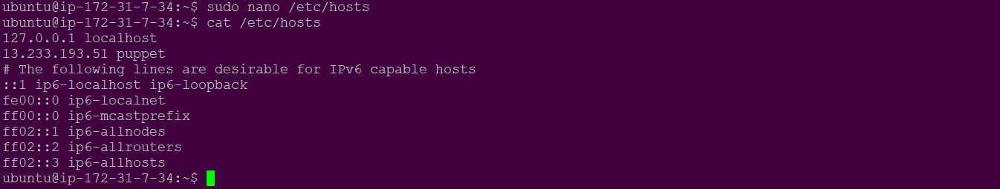 ubuntu@ip-172-31-7-34:~$ sudo nano /etc/hosts
ubuntu@ip-172-31-7-34:~$ cat /etc/hosts
127.0.0.1 localhost
13.233.193.51 puppet
# The following lines are desirable for IPv6 capable hosts
::1 ip6-localhost ip6-loopback
fe00::0 ip6-localnet
ff00::0 ip6-mcastprefix
ff02::1 ip6-allnodes
ff02::2 ip6-allrouters
ff02::3 ip6-allhosts
ubuntu@ip-172-31-7-34:~$